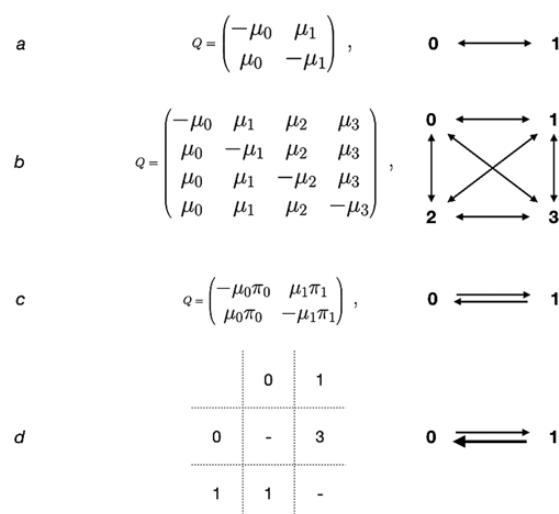 a Q = (−μ0 μ1 μ0 −μ1) , 0 1
b Q = (−μ0 μ1 μ2 μ3 μ0 −μ1 μ2 μ3 μ0 μ1 −μ2 μ3 μ0 μ1 μ2 −μ3) , 0 1 2 3
c Q = (−μ0π0 μ1π1 μ0π0 −μ1π1) , 0 1
0 1
d 0 - 3 0 1
1 1 -